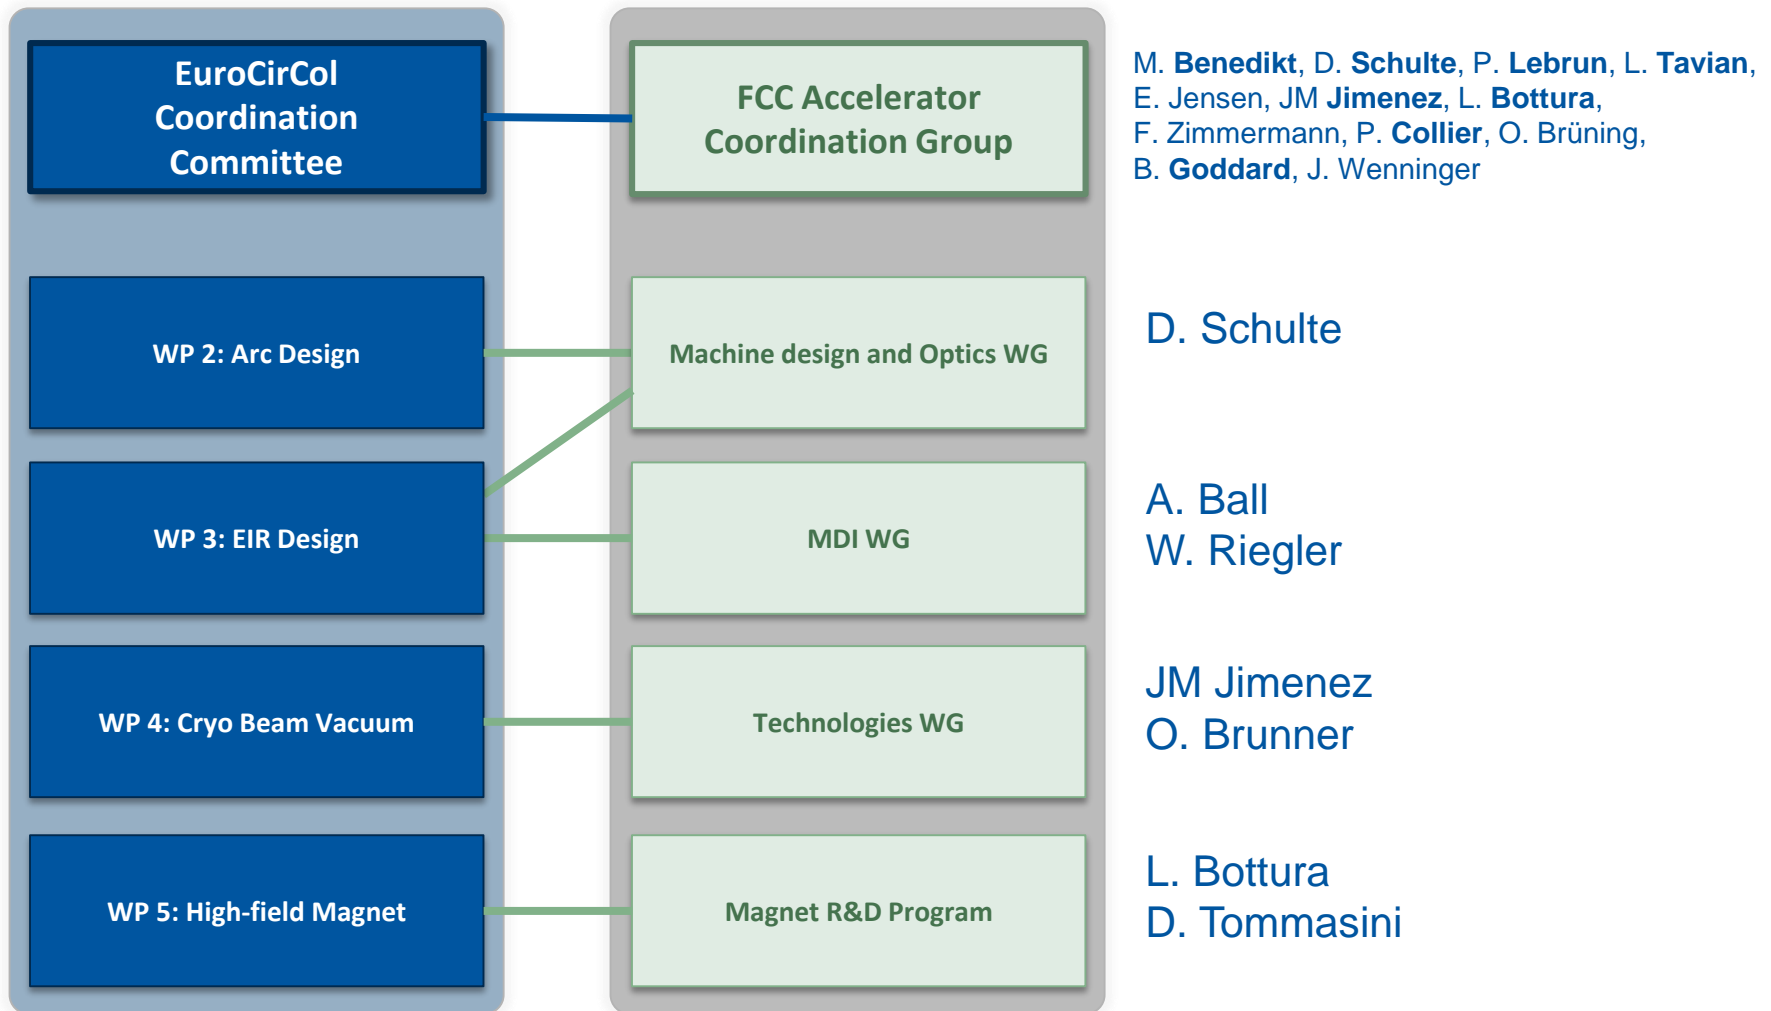 EuroCirCol
Coordination
Committee
FCC Accelerator
Coordination Group
M. Benedikt, D. Schulte, P. Lebrun, L. Tavian,
E. Jensen, JM Jimenez, L. Bottura,
F. Zimmermann, P. Collier, O. Brüning,
B. Goddard, J. Wenninger
WP 2: Arc Design
Machine design and Optics WG
D. Schulte
WP 3: EIR Design
MDI WG
A. Ball
W. Riegler
WP 4: Cryo Beam Vacuum
Technologies WG
JM Jimenez
O. Brunner
WP 5: High-field Magnet
Magnet R&D Program
L. Bottura
D. Tommasini